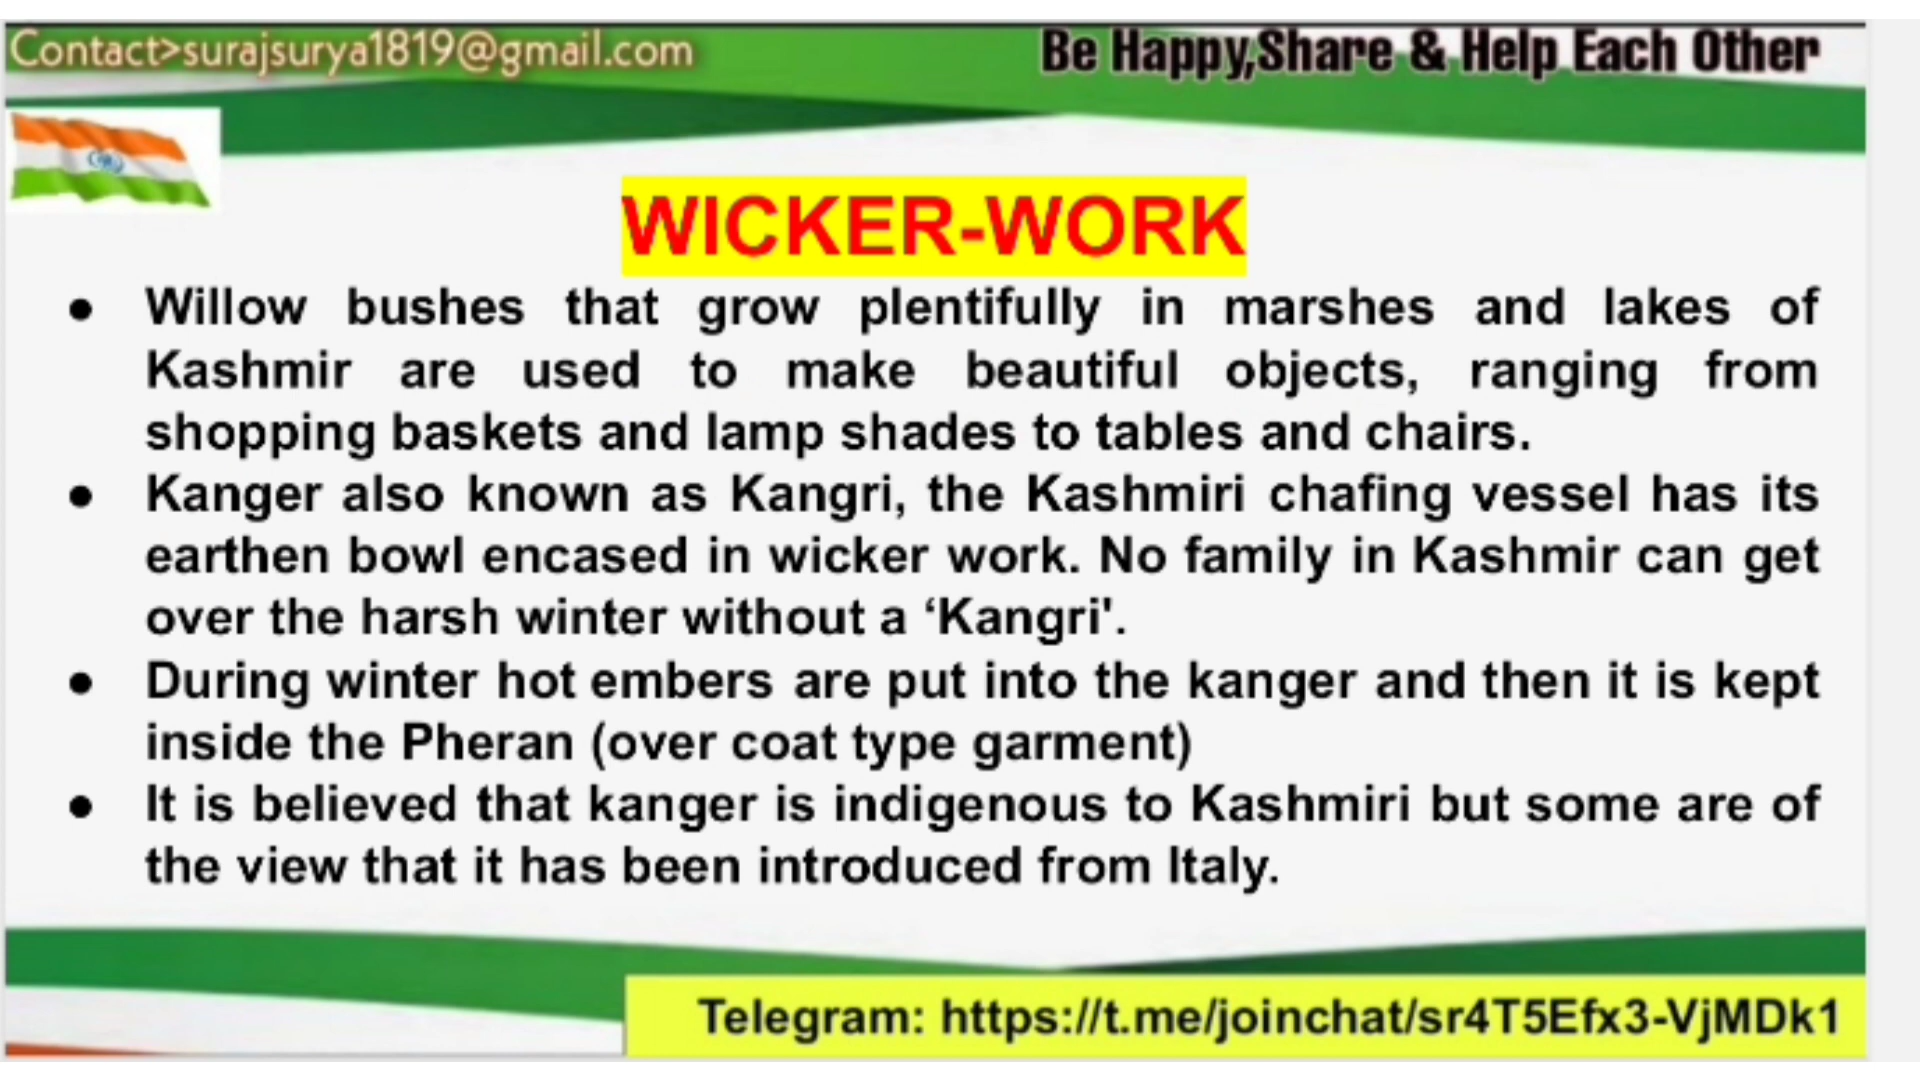 Contact>surajsurya1819@gmail.com
Be Happy,Share & Help Each Other
WICKER-WORK
● Willow bushes that grow plentifully in marshes and lakes of
Kashmir are used to make beautiful objects, ranging from
shopping baskets and lamp shades to tables and chairs.
● Kanger also known as Kangri, the Kashmiri chafing vessel has its
earthen bowl encased in wicker work. No family in Kashmir can get
over the harsh winter without a ‘Kangri'.
● During winter hot embers are put into the kanger and then it is kept
inside the Pheran (over coat type garment)
● It is believed that kanger is indigenous to Kashmiri but some are of
the view that it has been introduced from Italy.
Telegram: https://t.me/joinchat/sr4T5Efx3-VjMDk1